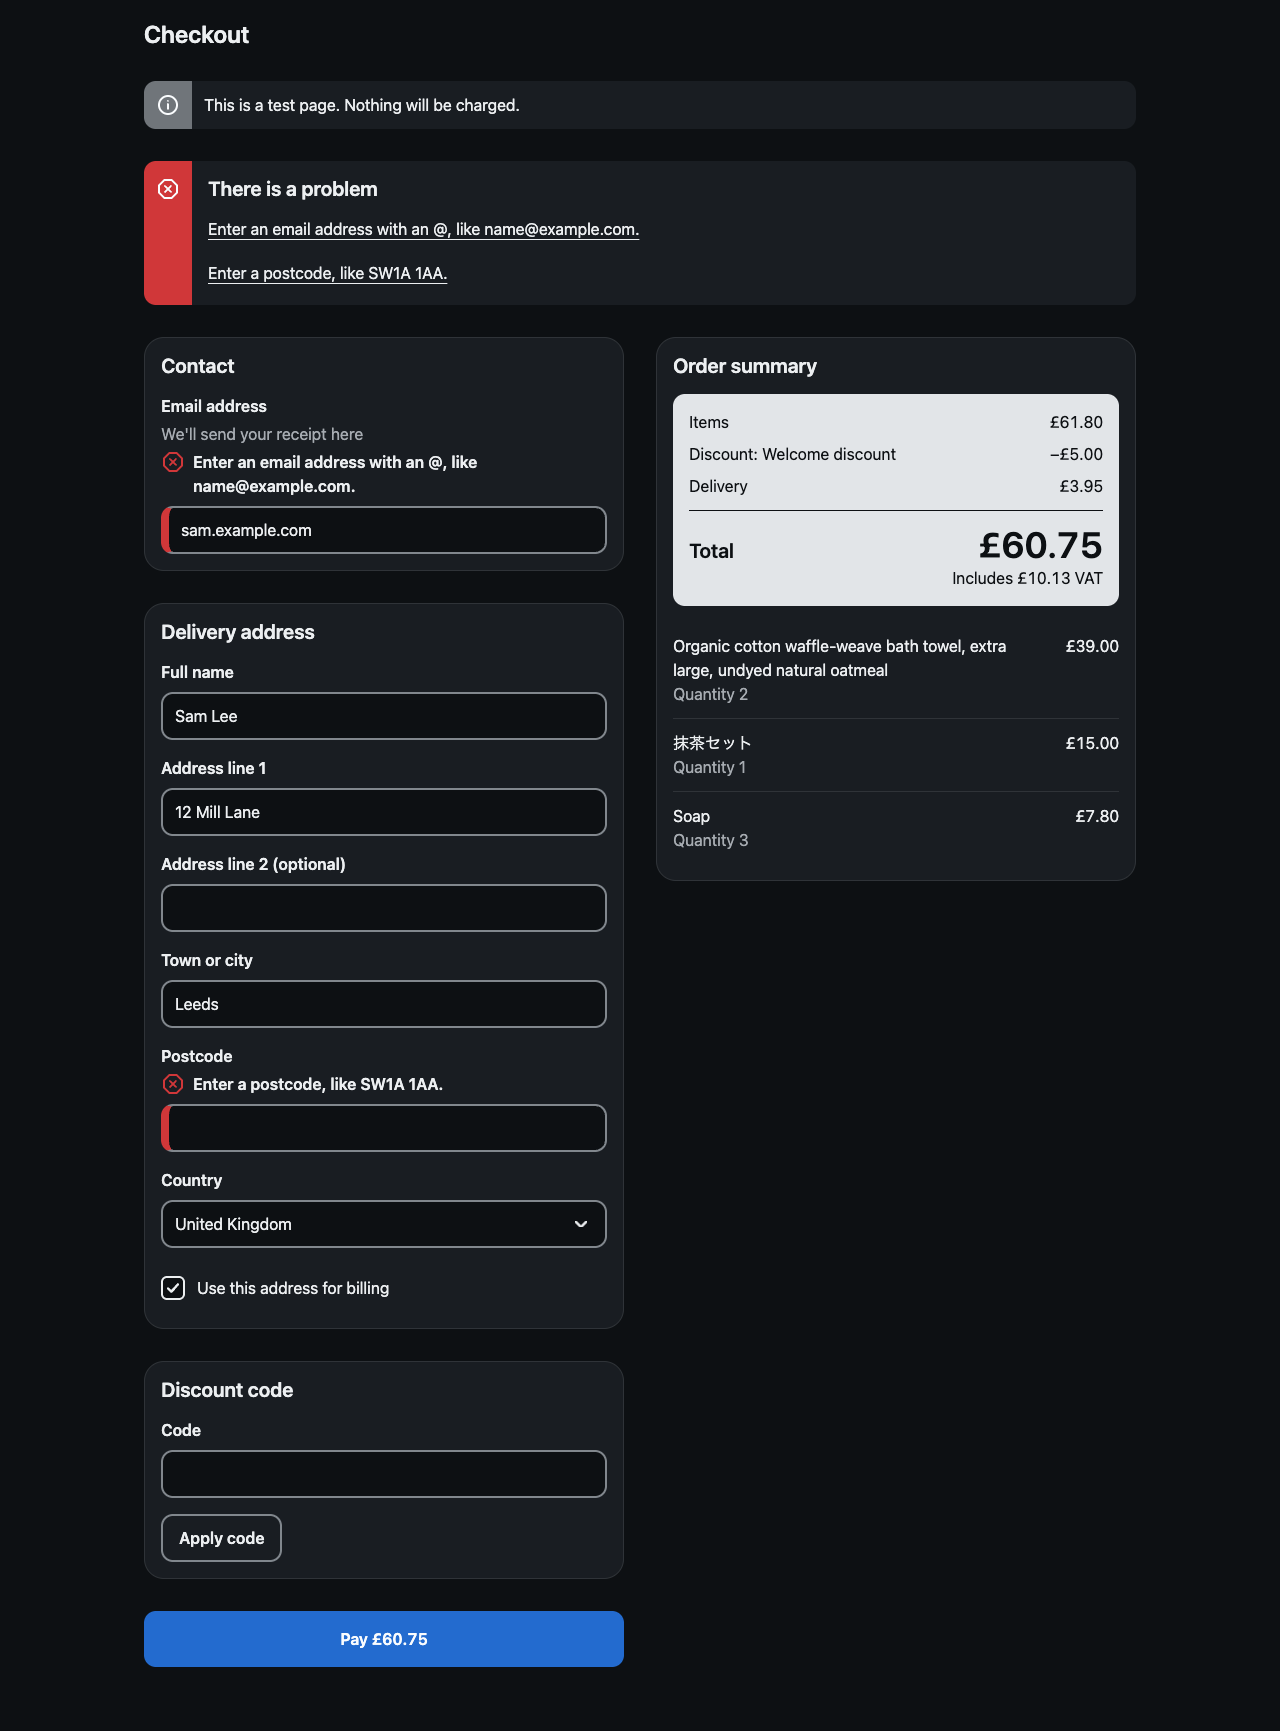 Checkout
This is a test page. Nothing will be charged.
There is a problem
Enter an email address with an @, like name@example.com.
Enter a postcode, like SW1A 1AA.
Contact
Email address
We'll send your receipt here
Enter an email address with an @, like
name@example.com.
sam.example.com
Delivery address
Full name
Sam Lee
Address line 1
12 Mill Lane
Address line 2 (optional)
Town or city
Leeds
Postcode
Enter a postcode, like SW1A 1AA.
Country
United Kingdom
Use this address for billing
Discount code
Code
Apply code
Pay £60.75
Order summary
Items £61.80
Discount: Welcome discount −£5.00
Delivery £3.95
Total £60.75
Includes £10.13 VAT
Organic cotton waffle-weave bath towel, extra £39.00
large, undyed natural oatmeal
Quantity 2
抹茶セット £15.00
Quantity 1
Soap £7.80
Quantity 3